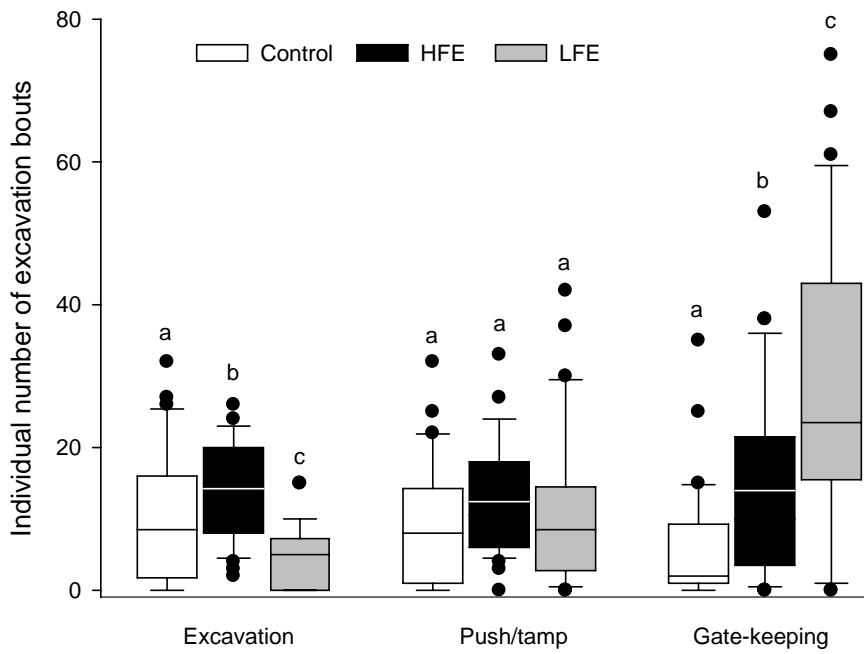 80
60
40
20
0
Individual number of excavation bouts
Control HFE LFE
a b c
a a a
a b c
Excavation Push/tamp Gate-keeping